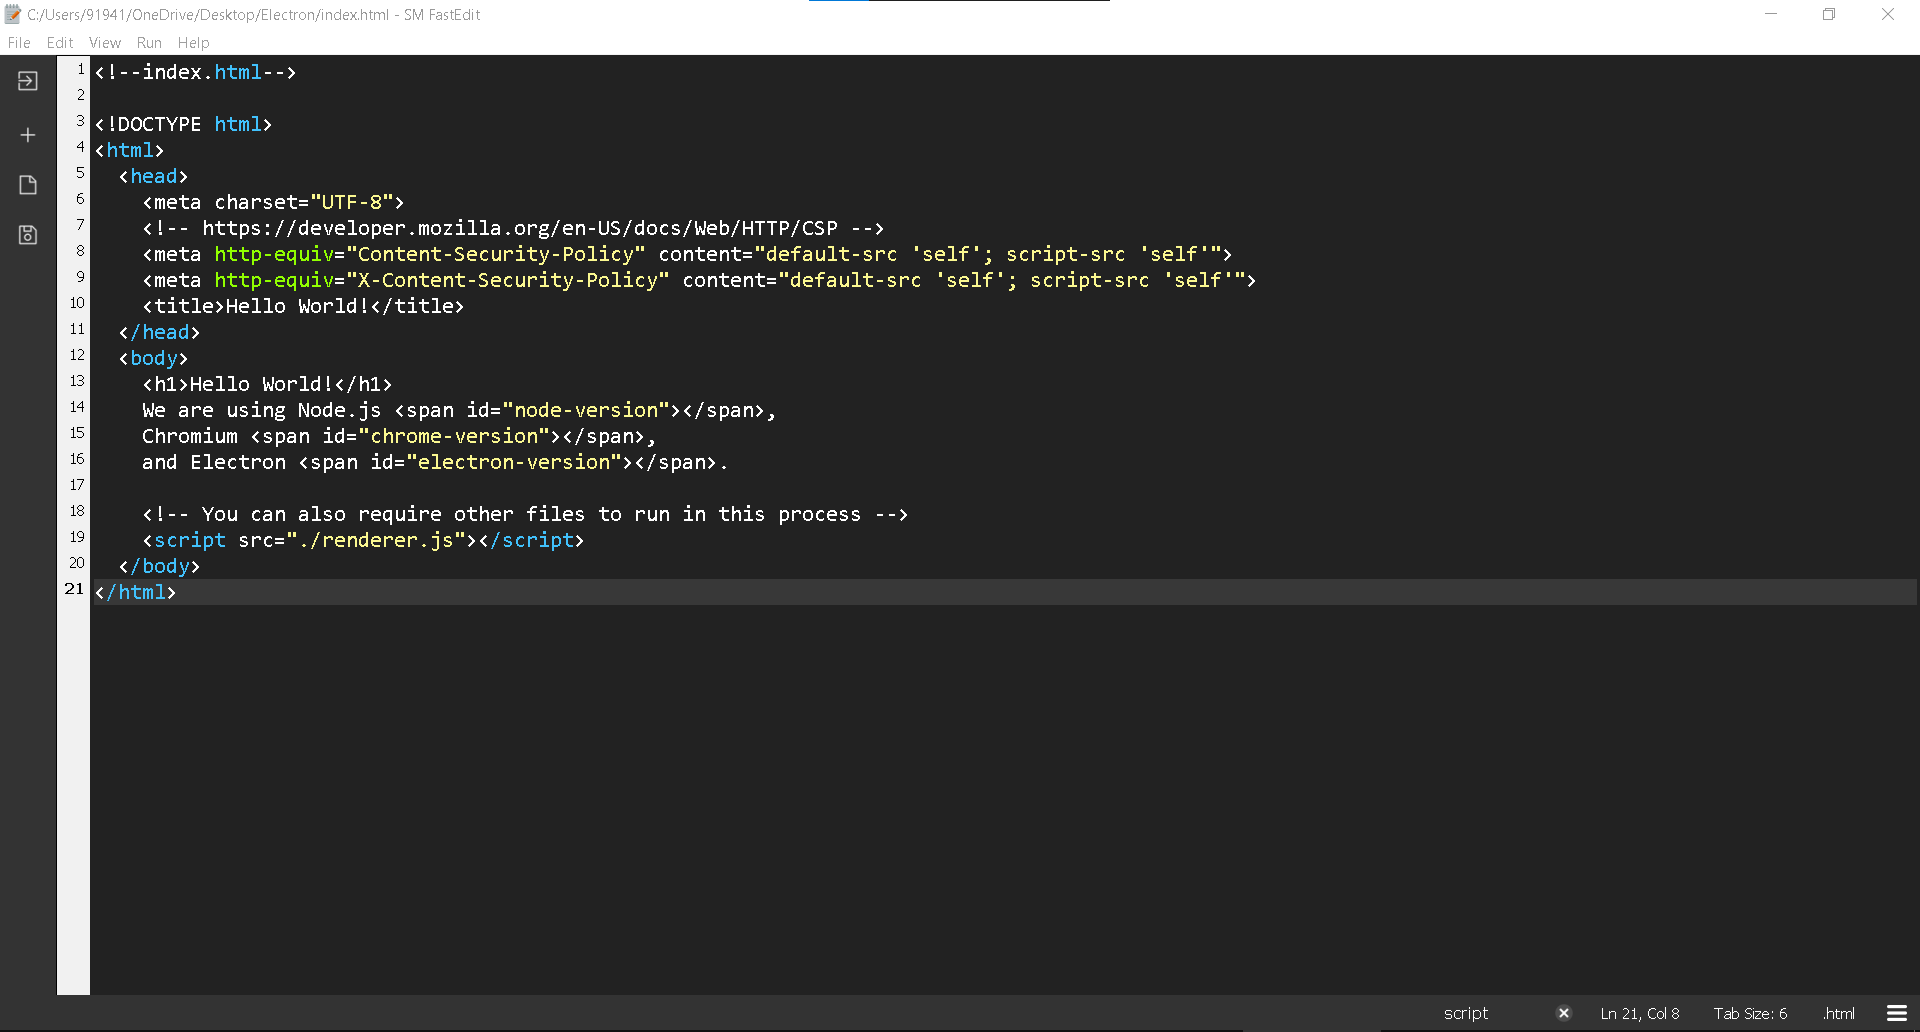 C:/Users/91941/OneDrive/Desktop/Electron/index.html - SM FastEdit
File Edit View Run Help
1 <!--index.html-->
2
3 <!DOCTYPE html>
4 <html>
5   <head>
6     <meta charset="UTF-8">
7     <!-- https://developer.mozilla.org/en-US/docs/Web/HTTP/CSP -->
8     <meta http-equiv="Content-Security-Policy" content="default-src 'self'; script-src 'self'">
9     <meta http-equiv="X-Content-Security-Policy" content="default-src 'self'; script-src 'self'">
10     <title>Hello World!</title>
11   </head>
12   <body>
13     <h1>Hello World!</h1>
14     We are using Node.js <span id="node-version"></span>,
15     Chromium <span id="chrome-version"></span>,
16     and Electron <span id="electron-version"></span>.
17
18     <!-- You can also require other files to run in this process -->
19     <script src="./renderer.js"></script>
20   </body>
21 </html>
script Ln 21, Col 8 Tab Size: 6 .html